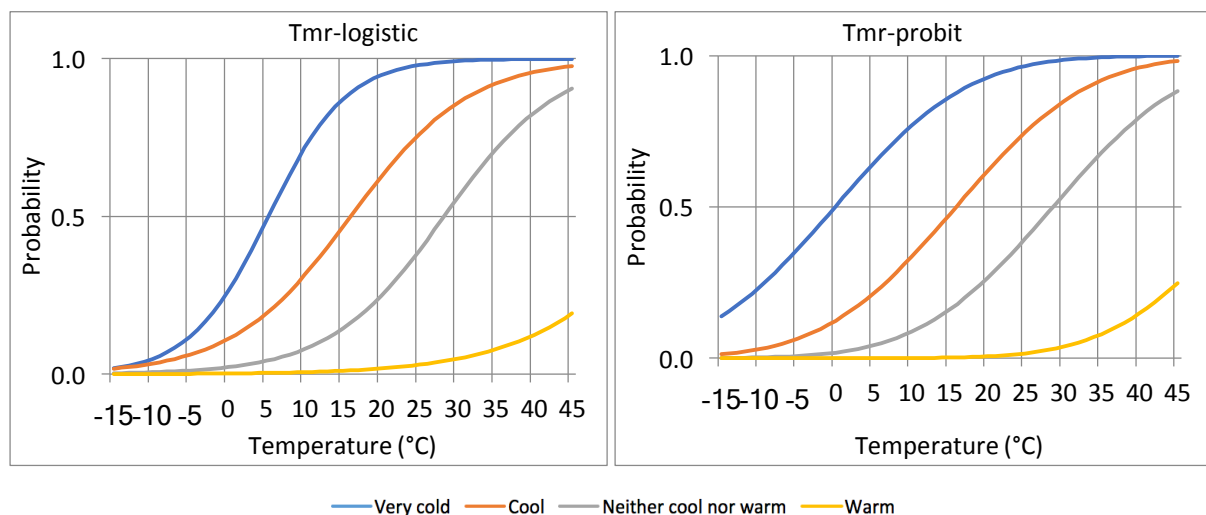 Tmr-logistic
1.0
0.5
0.0
Probability
-15 -10 -5 0 5 10 15 20 25 30 35 40 45
Temperature (°C)
Tmr-probit
1.0
0.5
0.0
Probability
-15 -10 -5 0 5 10 15 20 25 30 35 40 45
Temperature (°C)
Very cold Cool Neither cool nor warm Warm